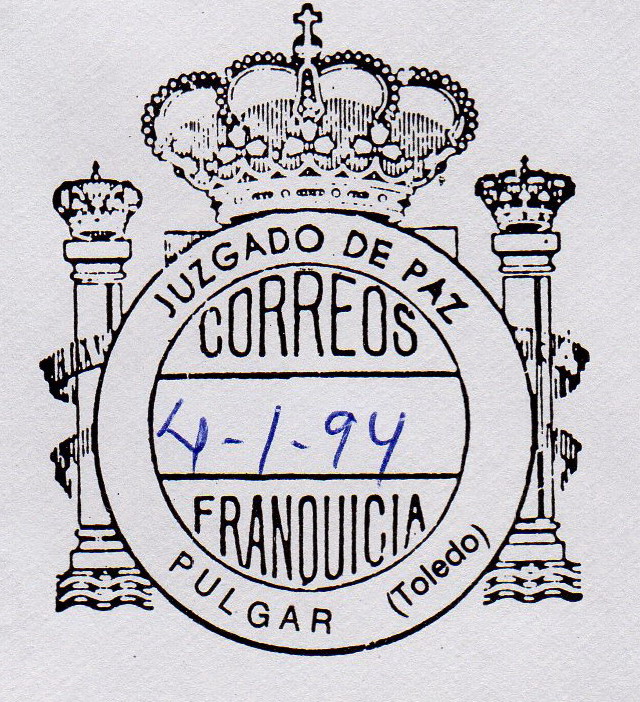 JUZGADO DE PAZ
CORREOS
4-1-94
FRANQUICIA
PULGAR (Toledo)